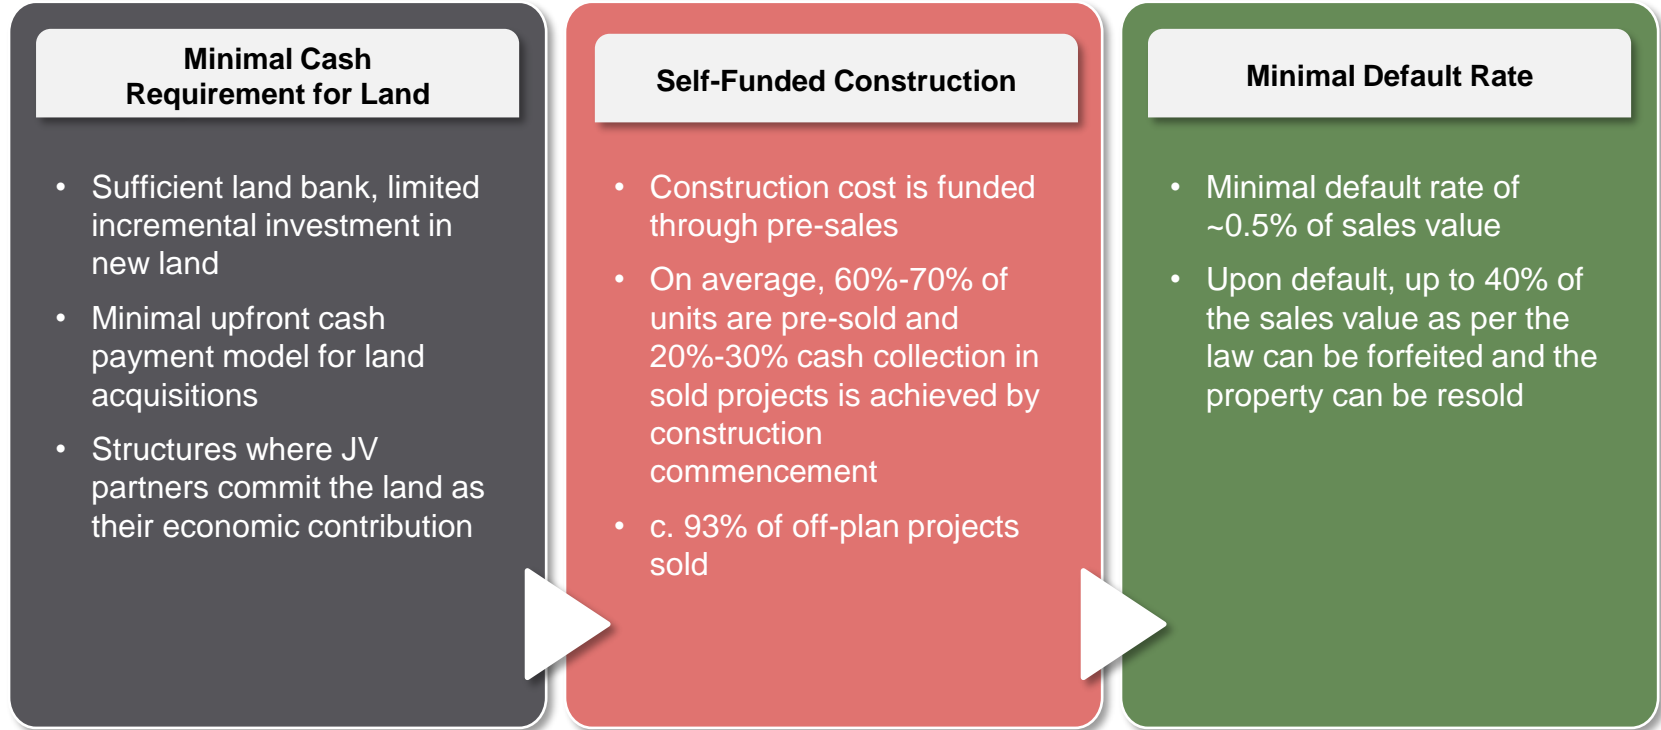 Minimal Cash
Requirement for Land
• Sufficient land bank, limited
incremental investment in
new land
• Minimal upfront cash
payment model for land
acquisitions
• Structures where JV
partners commit the land as
their economic contribution
Self-Funded Construction
• Construction cost is funded
through pre-sales
• On average, 60%-70% of
units are pre-sold and
20%-30% cash collection in
sold projects is achieved by
construction
commencement
• c. 93% of off-plan projects
sold
Minimal Default Rate
• Minimal default rate of
~0.5% of sales value
• Upon default, up to 40% of
the sales value as per the
law can be forfeited and the
property can be resold